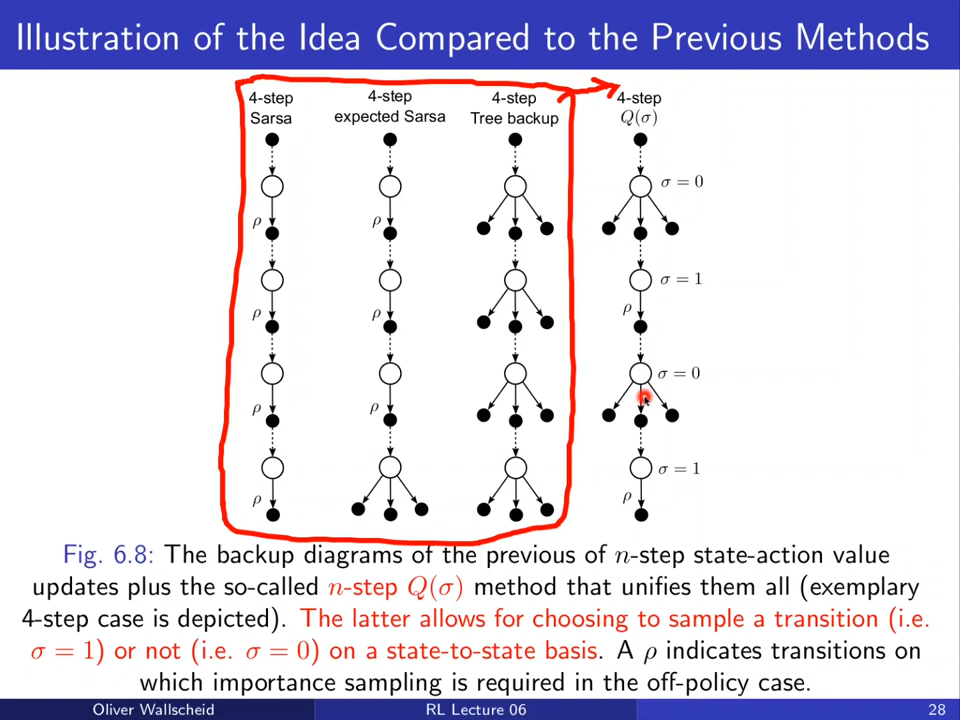 Illustration of the Idea Compared to the Previous Methods
4-step
Sarsa
4-step
expected Sarsa
4-step
Tree backup
4-step
Q(σ)
σ = 0
ρ
ρ
σ = 1
ρ
ρ
ρ
σ = 0
ρ
ρ
σ = 1
ρ
ρ
Fig. 6.8: The backup diagrams of the previous of n-step state-action value
updates plus the so-called n-step Q(σ) method that unifies them all (exemplary
4-step case is depicted). The latter allows for choosing to sample a transition (i.e.
σ = 1) or not (i.e. σ = 0) on a state-to-state basis. A ρ indicates transitions on
which importance sampling is required in the off-policy case.
Oliver Wallscheid
RL Lecture 06
28